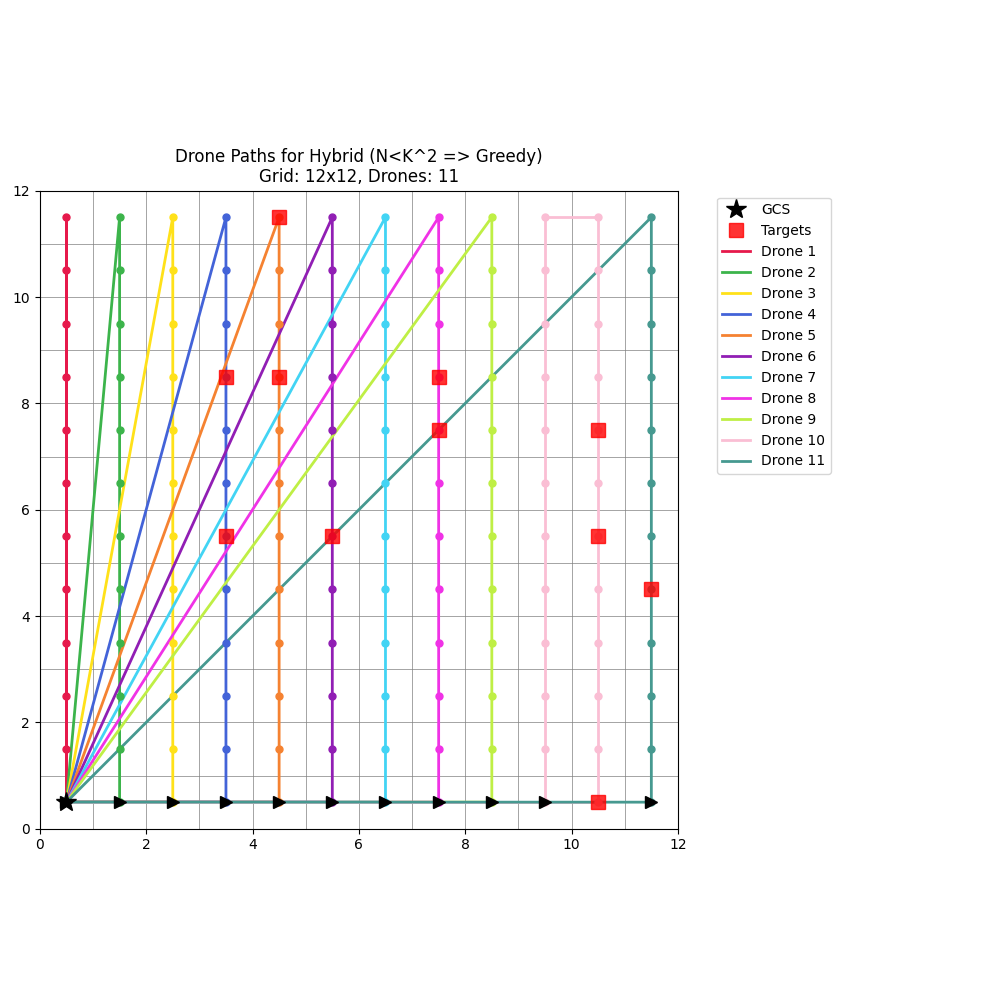 Drone Paths for Hybrid (N<K^2 => Greedy)
Grid: 12x12, Drones: 11
12
10
8
6
4
2
0
0 2 4 6 8 10 12
GCS
Targets
Drone 1
Drone 2
Drone 3
Drone 4
Drone 5
Drone 6
Drone 7
Drone 8
Drone 9
Drone 10
Drone 11